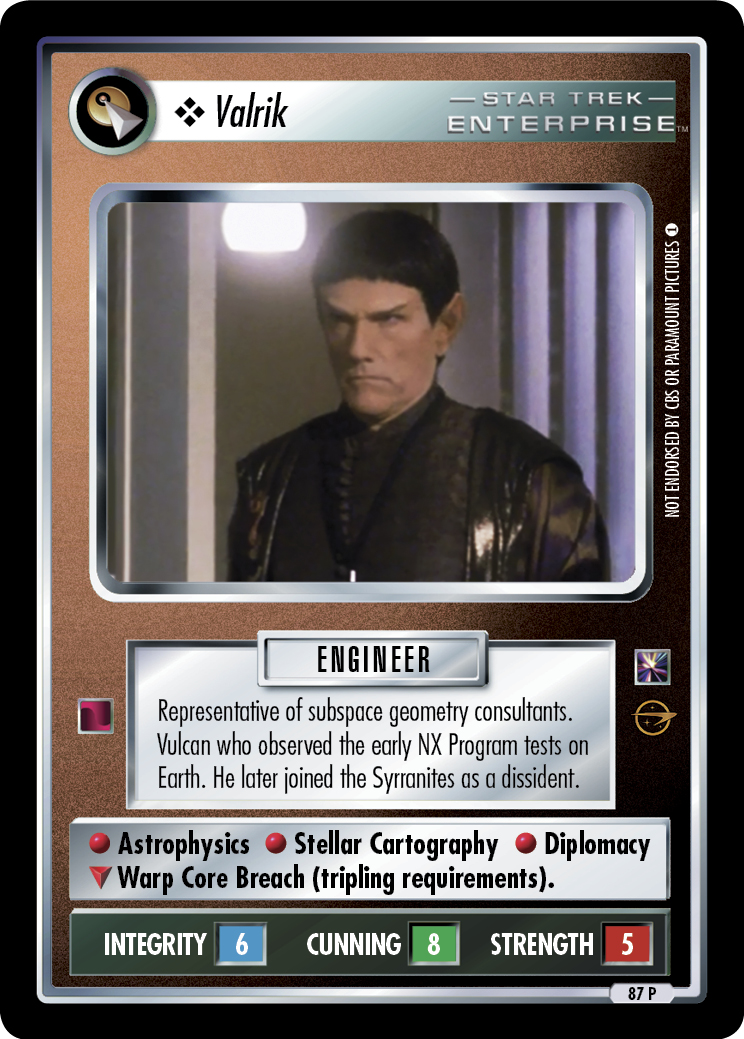 ❖ Valrik
STAR TREK
ENTERPRISE™
NOT ENDORSED BY CBS OR PARAMOUNT PICTURES 1
ENGINEER
Representative of subspace geometry consultants.
Vulcan who observed the early NX Program tests on
Earth. He later joined the Syrranites as a dissident.
Astrophysics Stellar Cartography Diplomacy
Warp Core Breach (tripling requirements).
INTEGRITY 6 CUNNING 8 STRENGTH 5
87 P